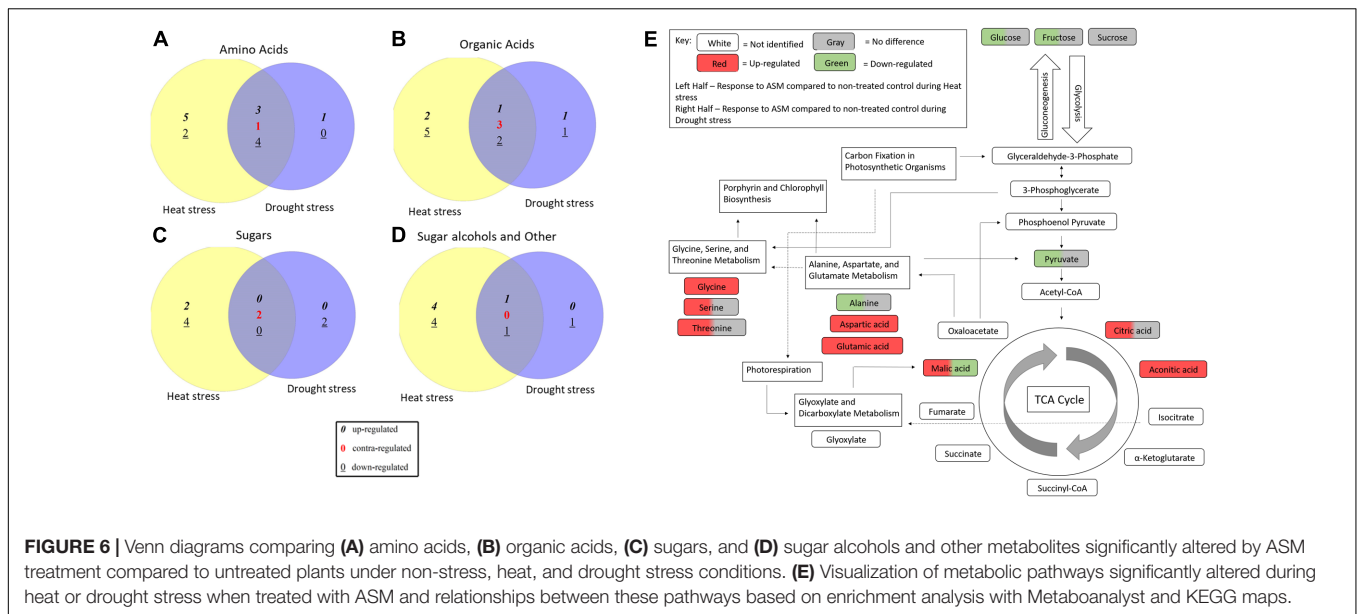 A
Amino Acids
5
2
3
1
4
1
0
Heat stress
Drought stress
B
Organic Acids
2
5
1
3
2
1
1
Heat stress
Drought stress
C
Sugars
2
4
0
2
0
0
2
Heat stress
Drought stress
D
Sugar alcohols and Other
4
4
1
0
1
0
1
Heat stress
Drought stress
0 up-regulated
0 contra-regulated
0 down-regulated
E
Key:
White = Not identified
Gray = No difference
Red = Up-regulated
Green = Down-regulated
Left Half – Response to ASM compared to non-treated control during Heat
stress
Right Half – Response to ASM compared to non-treated control during
Drought stress
Glucose
Fructose
Sucrose
Gluconeogenesis
Glycolysis
Carbon Fixation in
Photosynthetic Organisms
Glyceraldehyde-3-Phosphate
Porphyrin and Chlorophyll
Biosynthesis
3-Phosphoglycerate
Phosphoenol Pyruvate
Glycine, Serine, and
Threonine Metabolism
Alanine, Aspartate, and
Glutamate Metabolism
Pyruvate
Glycine
Serine
Threonine
Alanine
Aspartic acid
Glutamic acid
Acetyl-CoA
Oxaloacetate
Citric acid
Photorespiration
Malic acid
Aconitic acid
Glyoxylate and
Dicarboxylate Metabolism
TCA Cycle
Fumarate
Isocitrate
Glyoxylate
Succinate
α-Ketoglutarate
Succinyl-CoA
FIGURE 6 | Venn diagrams comparing (A) amino acids, (B) organic acids, (C) sugars, and (D) sugar alcohols and other metabolites significantly altered by ASM
treatment compared to untreated plants under non-stress, heat, and drought stress conditions. (E) Visualization of metabolic pathways significantly altered during
heat or drought stress when treated with ASM and relationships between these pathways based on enrichment analysis with Metaboanalyst and KEGG maps.